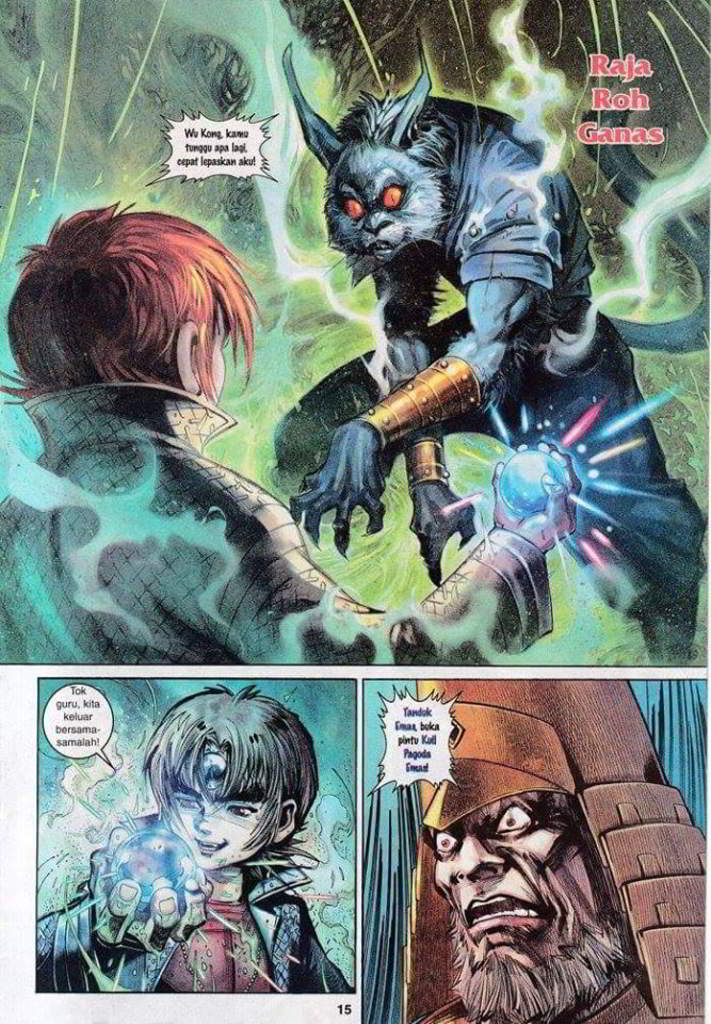 Raja
Roh
Ganas
Wu Kong, kamu
tunggu apa lagi,
cepat lepaskan aku!
Tok
guru, kita
keluar
bersama-
samalah!
Tanduk
Emas, buka
pintu Kuil
Pagoda
Emas!
15